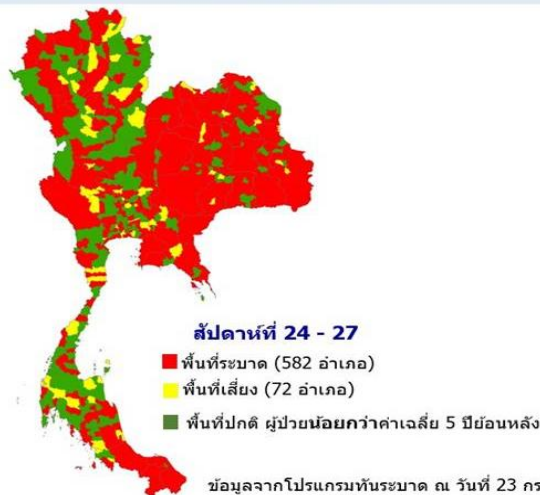 สัปดาห์ที่ 24 - 27
พื้นที่ระบาด (582 อำเภอ)
พื้นที่เสี่ยง (72 อำเภอ)
พื้นที่ปกติ ผู้ป่วยน้อยกว่าค่าเฉลี่ย 5 ปีย้อนหลัง
ข้อมูลจากโปรแกรมทันระบาด ณ วันที่ 23 กร